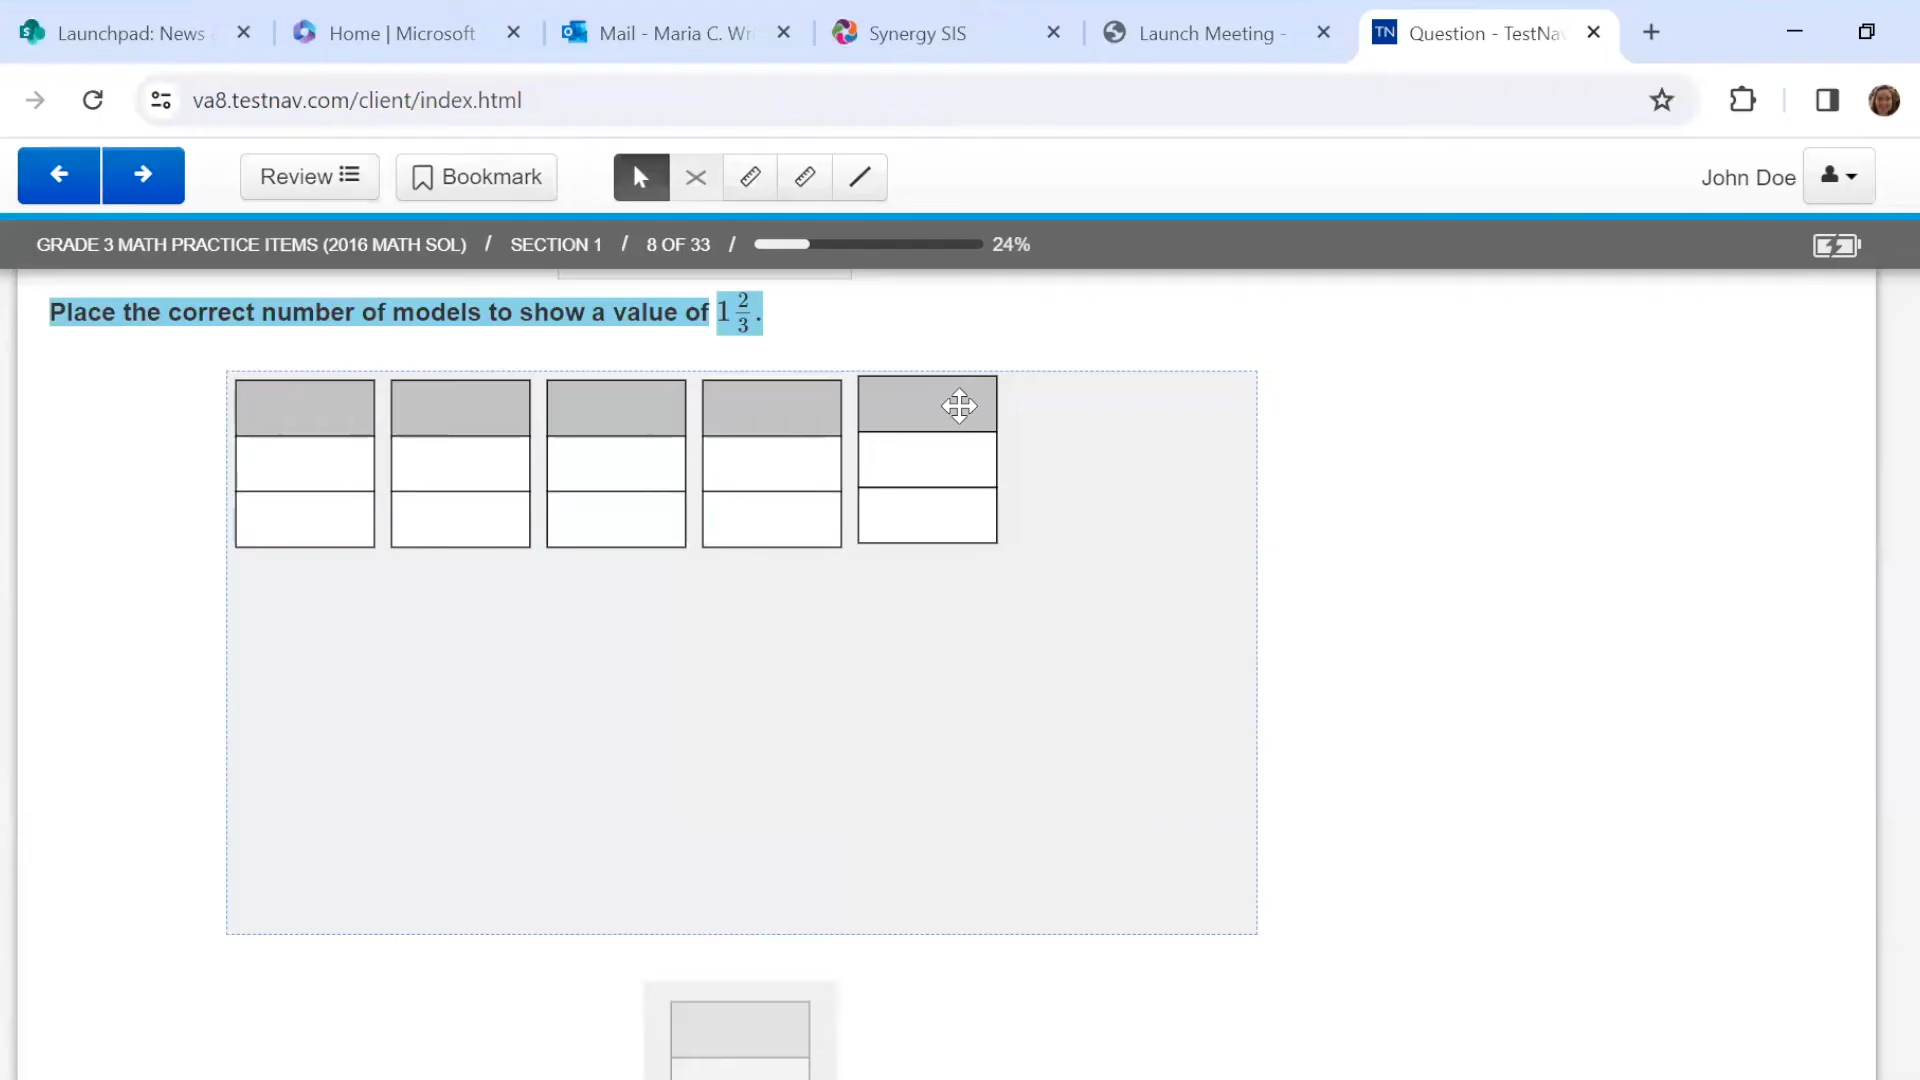 Launchpad: News
Home | Microsoft
Mail - Maria C. Wr
Synergy SIS
Launch Meeting -
TN
Question - TestNav
va8.testnav.com/client/index.html
Review
Bookmark
John Doe
GRADE 3 MATH PRACTICE ITEMS (2016 MATH SOL) / SECTION 1 / 8 OF 33 / 24%
Place the correct number of models to show a value of 1 2/3.